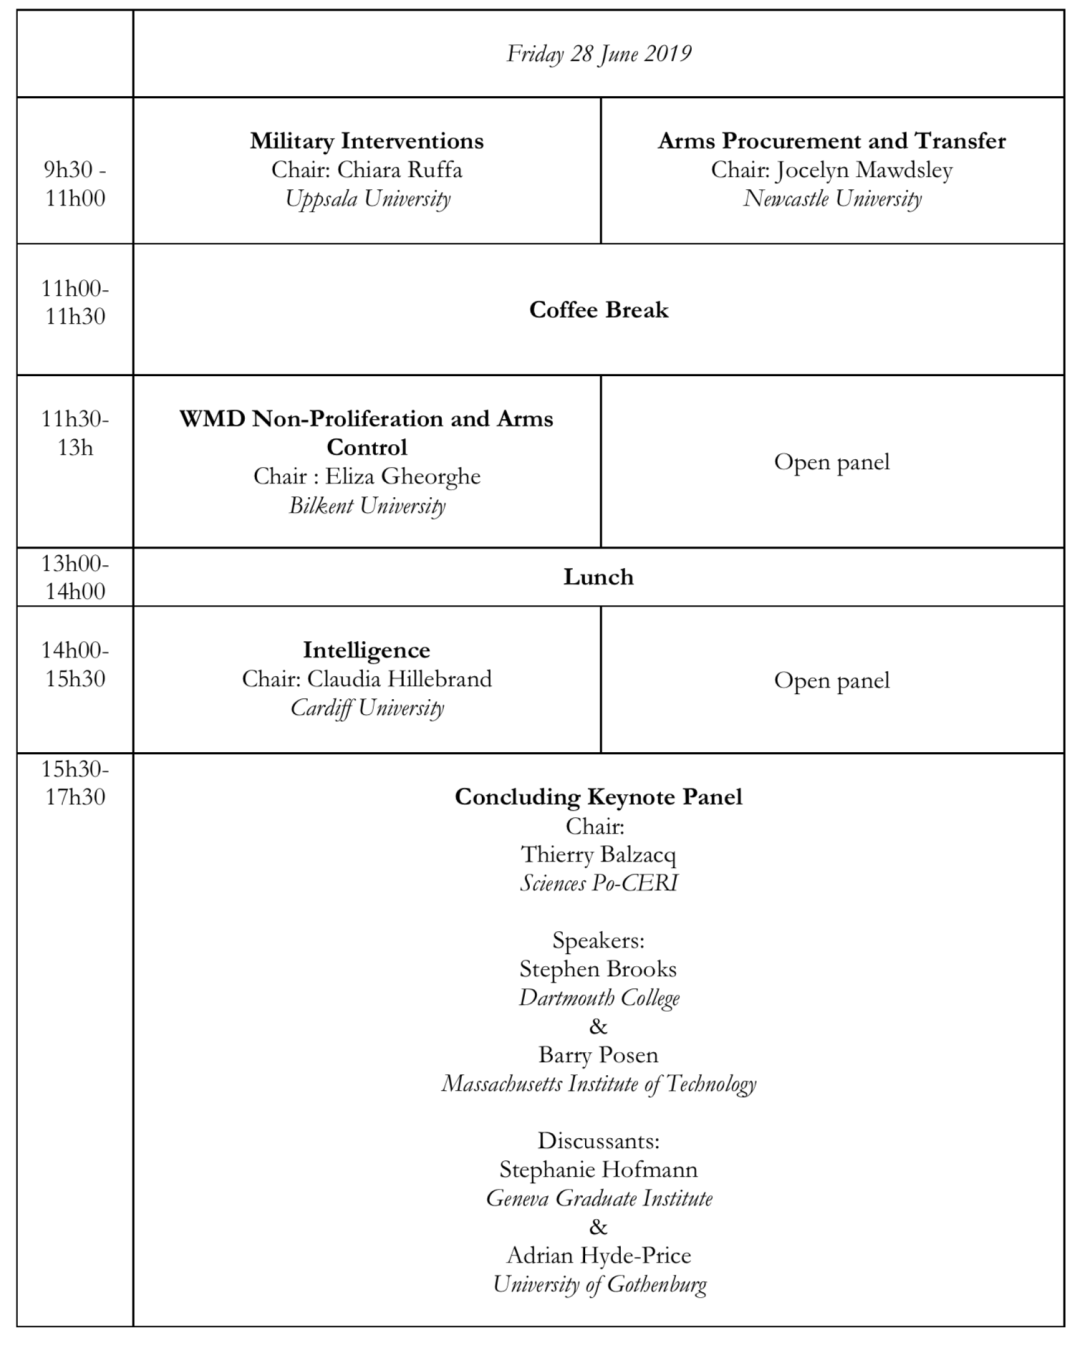 Friday 28 June 2019
9h30 -
11h00
Military Interventions
Chair: Chiara Ruffa
Uppsala University
Arms Procurement and Transfer
Chair: Jocelyn Mawdsley
Newcastle University
11h00-
11h30
Coffee Break
11h30-
13h
WMD Non-Proliferation and Arms
Control
Chair : Eliza Gheorghe
Bilkent University
Open panel
13h00-
14h00
Lunch
14h00-
15h30
Intelligence
Chair: Claudia Hillebrand
Cardiff University
Open panel
15h30-
17h30
Concluding Keynote Panel
Chair:
Thierry Balzacq
Sciences Po-CERI
Speakers:
Stephen Brooks
Dartmouth College
&
Barry Posen
Massachusetts Institute of Technology
Discussants:
Stephanie Hofmann
Geneva Graduate Institute
&
Adrian Hyde-Price
University of Gothenburg